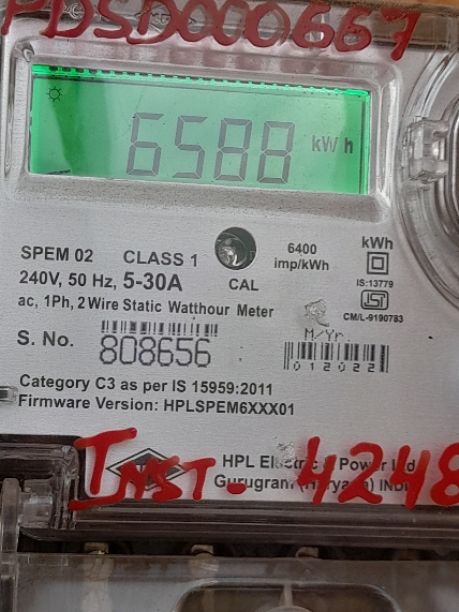 PDSD000667
6588 kWh
SPEM 02 CLASS 1
240V, 50 Hz, 5-30A
ac, 1Ph, 2 Wire Static Watthour Meter
CAL
6400
imp/kWh
kWh
IS:13779
CM/L-9190783
S. No. 808656
M/Yr.
012022
Category C3 as per IS 15959:2011
Firmware Version: HPLSPEM6XXX01
HPL Electric & Power Ltd
Gurugram (Haryana) INDI
INST- 4248